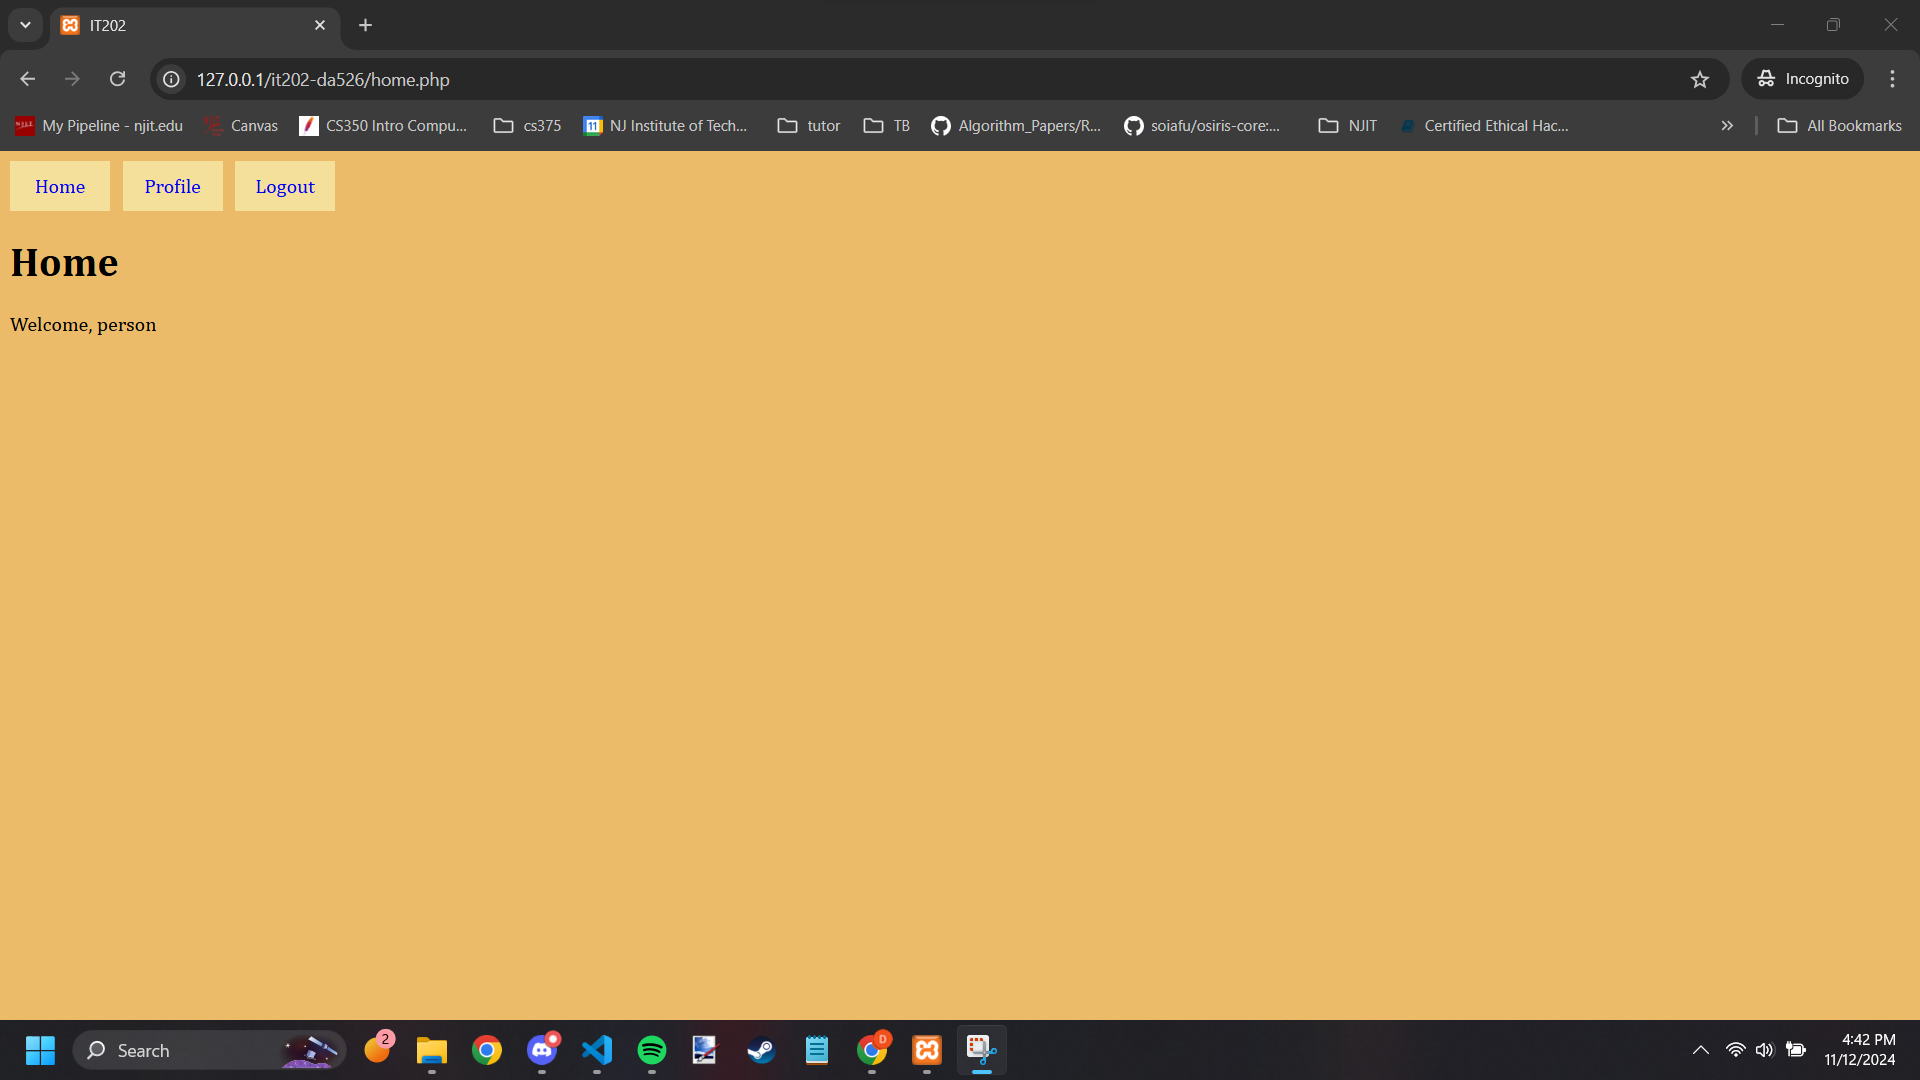 IT202
127.0.0.1/it202-da526/home.php
Incognito
My Pipeline - njit.edu
Canvas
CS350 Intro Compu...
cs375
11
NJ Institute of Tech...
tutor
TB
Algorithm_Papers/R...
soiafu/osiris-core:...
NJIT
Certified Ethical Hac...
All Bookmarks
Home
Profile
Logout
Home
Welcome, person
Search
2
D
4:42 PM
11/12/2024